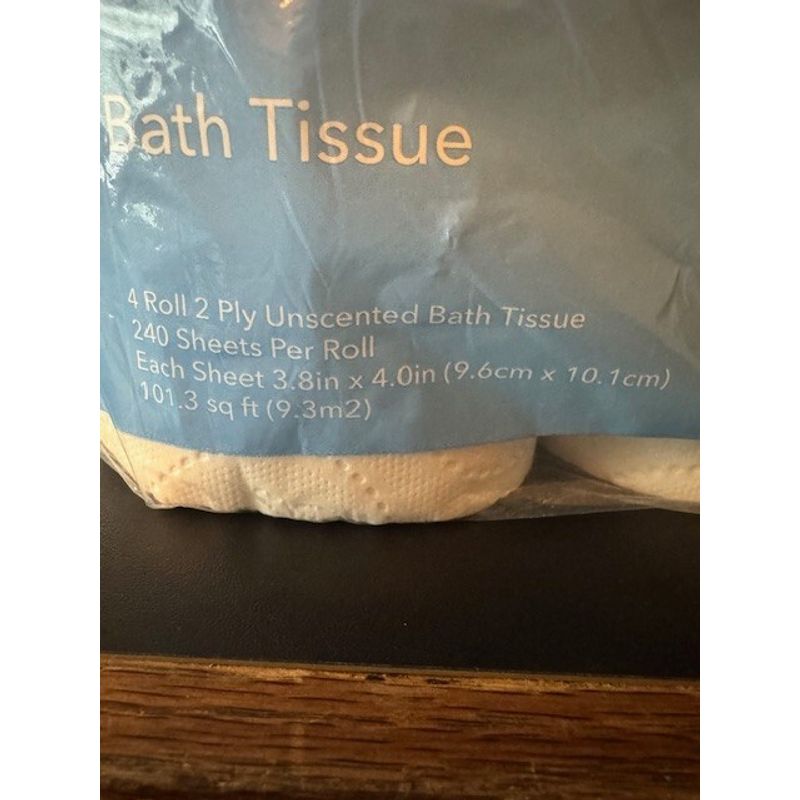 Bath Tissue
4 Roll 2 Ply Unscented Bath Tissue
240 Sheets Per Roll
Each Sheet 3.8in x 4.0in (9.6cm x 10.1cm)
101.3 sq ft (9.3m2)